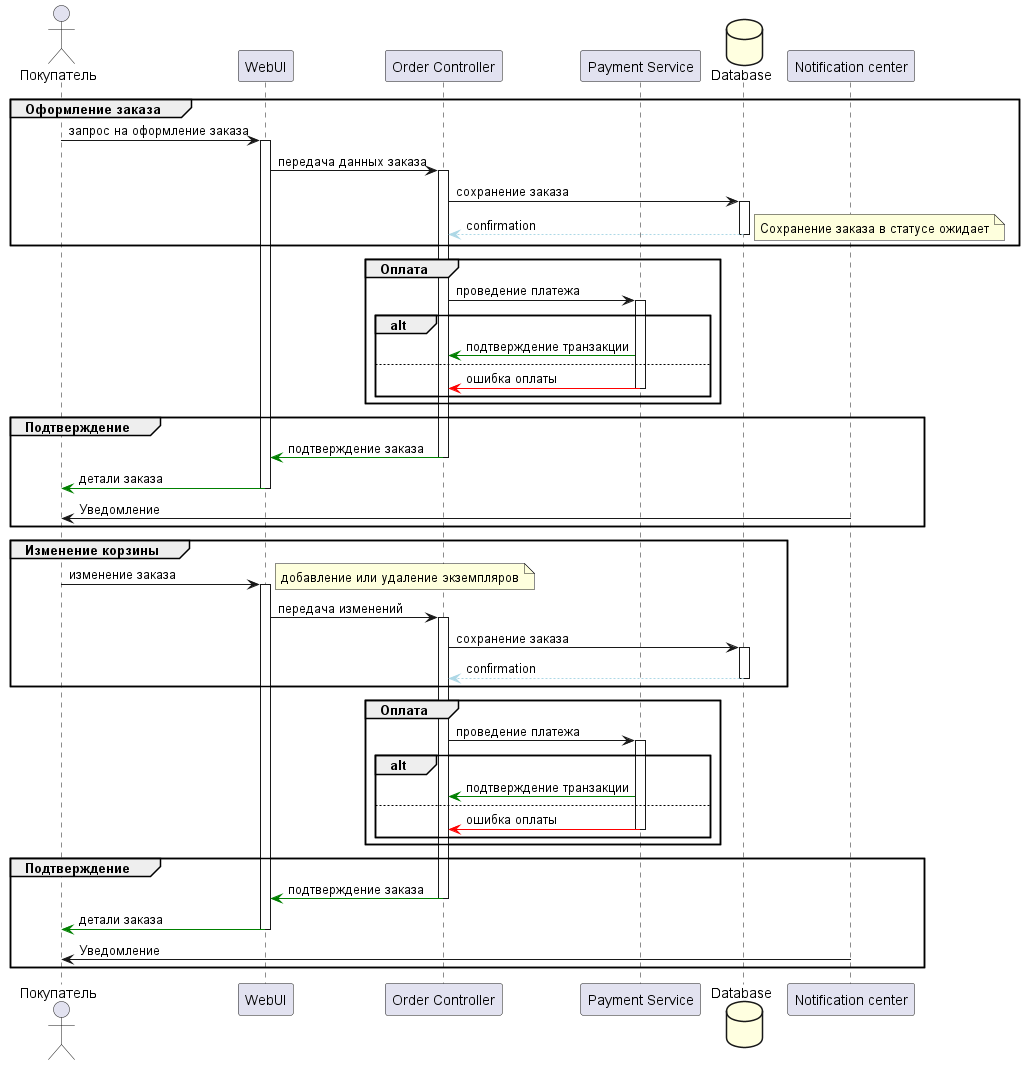 Покупатель
WebUI
Order Controller
Payment Service
Database
Notification center
Оформление заказа
запрос на оформление заказа
передача данных заказа
сохранение заказа
confirmation
Сохранение заказа в статусе ожидает
Оплата
проведение платежа
alt
подтверждение транзакции
ошибка оплаты
Подтверждение
подтверждение заказа
детали заказа
Уведомление
Изменение корзины
изменение заказа
добавление или удаление экземпляров
передача изменений
сохранение заказа
confirmation
Оплата
проведение платежа
alt
подтверждение транзакции
ошибка оплаты
Подтверждение
подтверждение заказа
детали заказа
Уведомление
Покупатель
WebUI
Order Controller
Payment Service
Database
Notification center